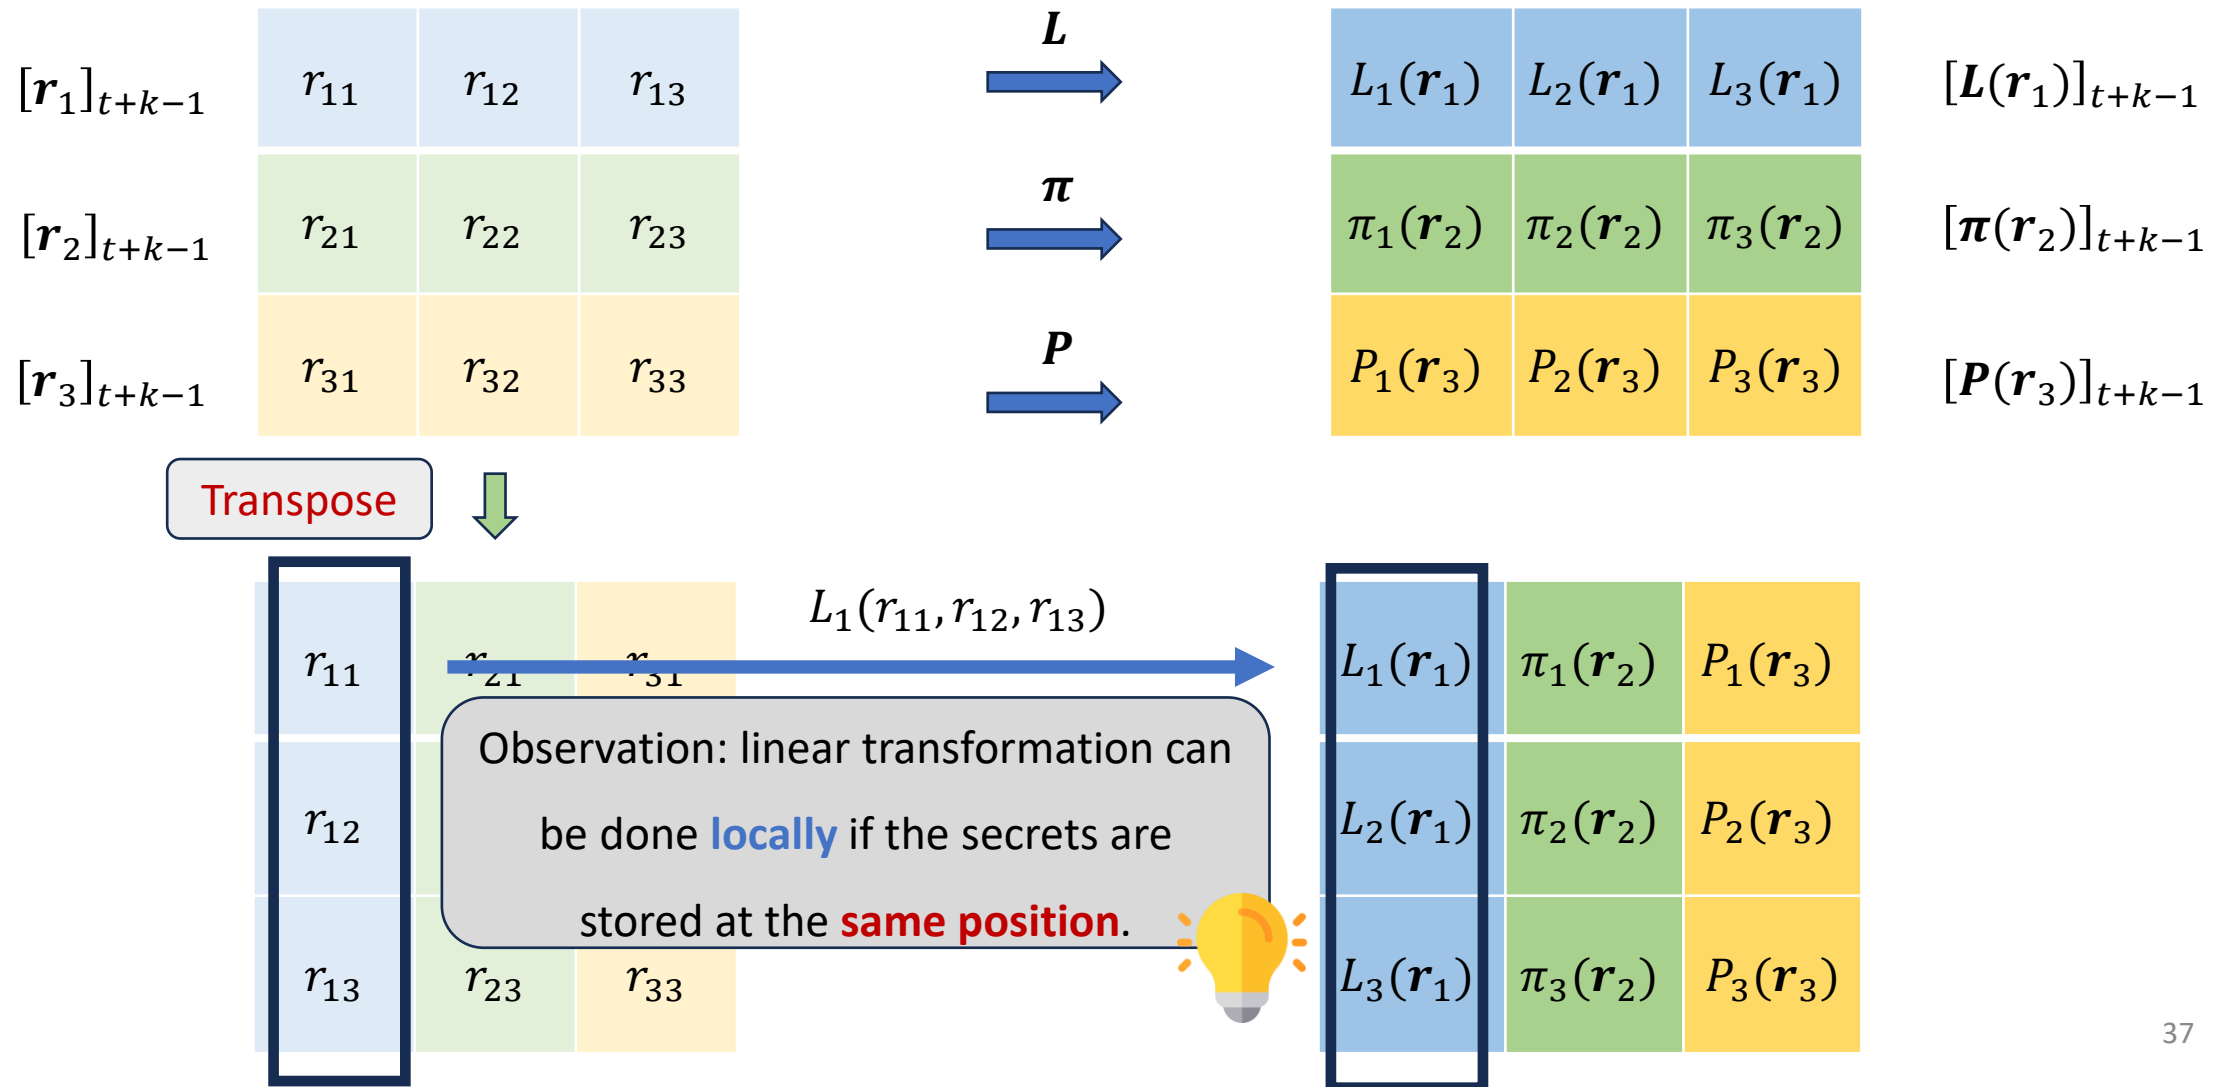 L
[r₁]ₜ₊ₖ₋₁ r₁₁ r₁₂ r₁₃ L₁(r₁) L₂(r₁) L₃(r₁) [L(r₁)]ₜ₊ₖ₋₁
π
[r₂]ₜ₊ₖ₋₁ r₂₁ r₂₂ r₂₃ π₁(r₂) π₂(r₂) π₃(r₂) [π(r₂)]ₜ₊ₖ₋₁
P
[r₃]ₜ₊ₖ₋₁ r₃₁ r₃₂ r₃₃ P₁(r₃) P₂(r₃) P₃(r₃) [P(r₃)]ₜ₊ₖ₋₁
Transpose
L₁(r₁₁, r₁₂, r₁₃)
r₁₁ r₂₁ r₃₁ L₁(r₁) π₁(r₂) P₁(r₃)
Observation: linear transformation can
be done locally if the secrets are
stored at the same position.
r₁₂ L₂(r₁) π₂(r₂) P₂(r₃)
r₁₃ r₂₃ r₃₃ L₃(r₁) π₃(r₂) P₃(r₃)
37